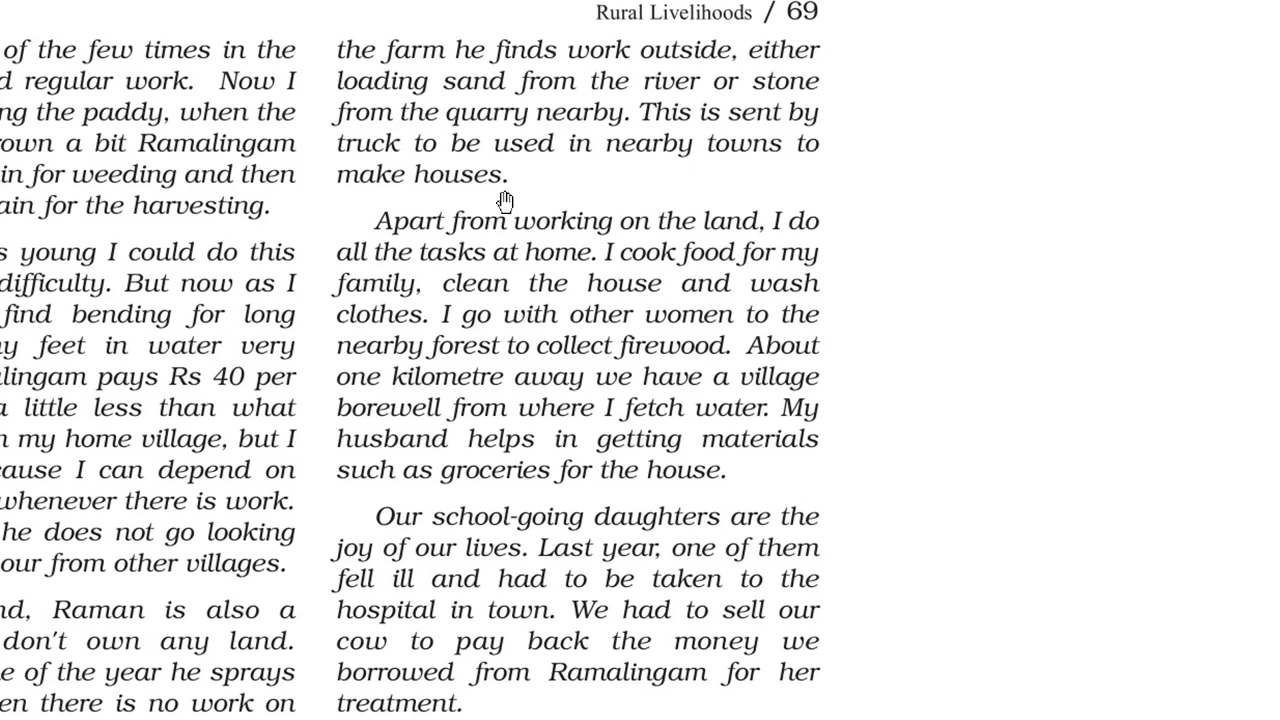 Rural Livelihoods / 69
of the few times in the
regular work. Now I
the paddy, when the
a bit Ramalingam
for weeding and then
for the harvesting.
young I could do this
difficulty. But now as I
find bending for long
feet in water very
pays Rs 40 per
a little less than what
my home village, but I
I can depend on
whenever there is work.
he does not go looking
from other villages.
Raman is also a
don't own any land.
of the year he sprays
there is no work on
the farm he finds work outside, either
loading sand from the river or stone
from the quarry nearby. This is sent by
truck to be used in nearby towns to
make houses.
Apart from working on the land, I do
all the tasks at home. I cook food for my
family, clean the house and wash
clothes. I go with other women to the
nearby forest to collect firewood. About
one kilometre away we have a village
borewell from where I fetch water. My
husband helps in getting materials
such as groceries for the house.
Our school-going daughters are the
joy of our lives. Last year, one of them
fell ill and had to be taken to the
hospital in town. We had to sell our
cow to pay back the money we
borrowed from Ramalingam for her
treatment.